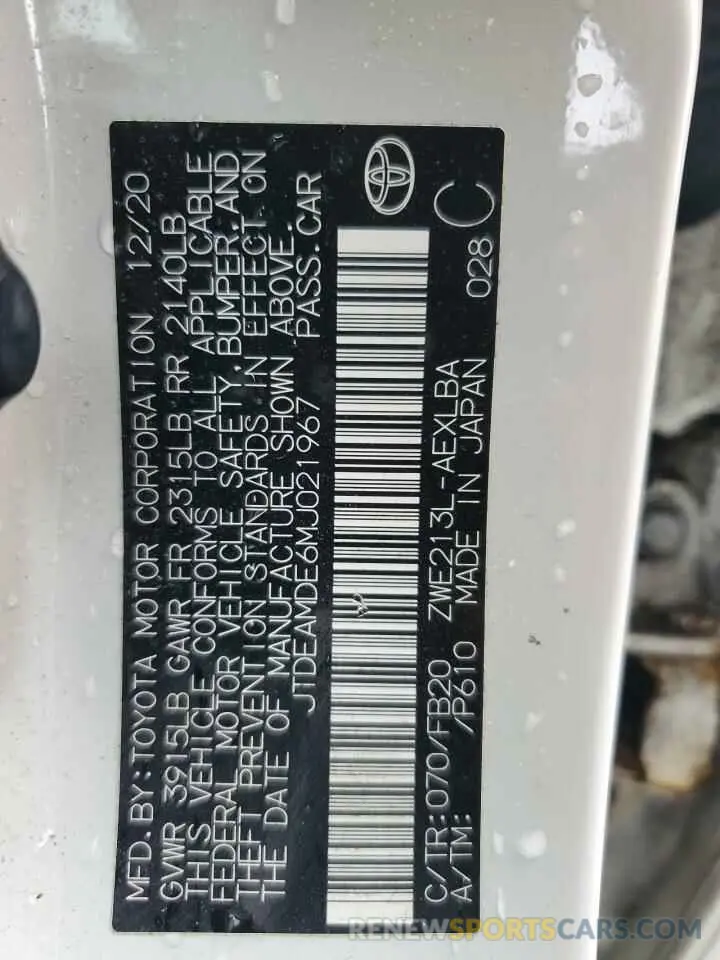 MFD.BY:TOYOTA MOTOR CORPORATION 12/20
GVWR 3915LB GAWR FR 2315LB RR 2140LB
THIS VEHICLE CONFORMS TO ALL APPLICABLE
FEDERAL MOTOR VEHICLE SAFETY,BUMPER,AND
THEFT PREVENTION STANDARDS IN EFFECT ON
THE DATE OF MANUFACTURE SHOWN ABOVE.
JTDEAMDE6MJ021967 PASS.CAR
C/TR:070/FB20 ZWE213L-AEXLBA 028
A/TM: /P610 MADE IN JAPAN
C
RENEWSPORTSCARS.COM